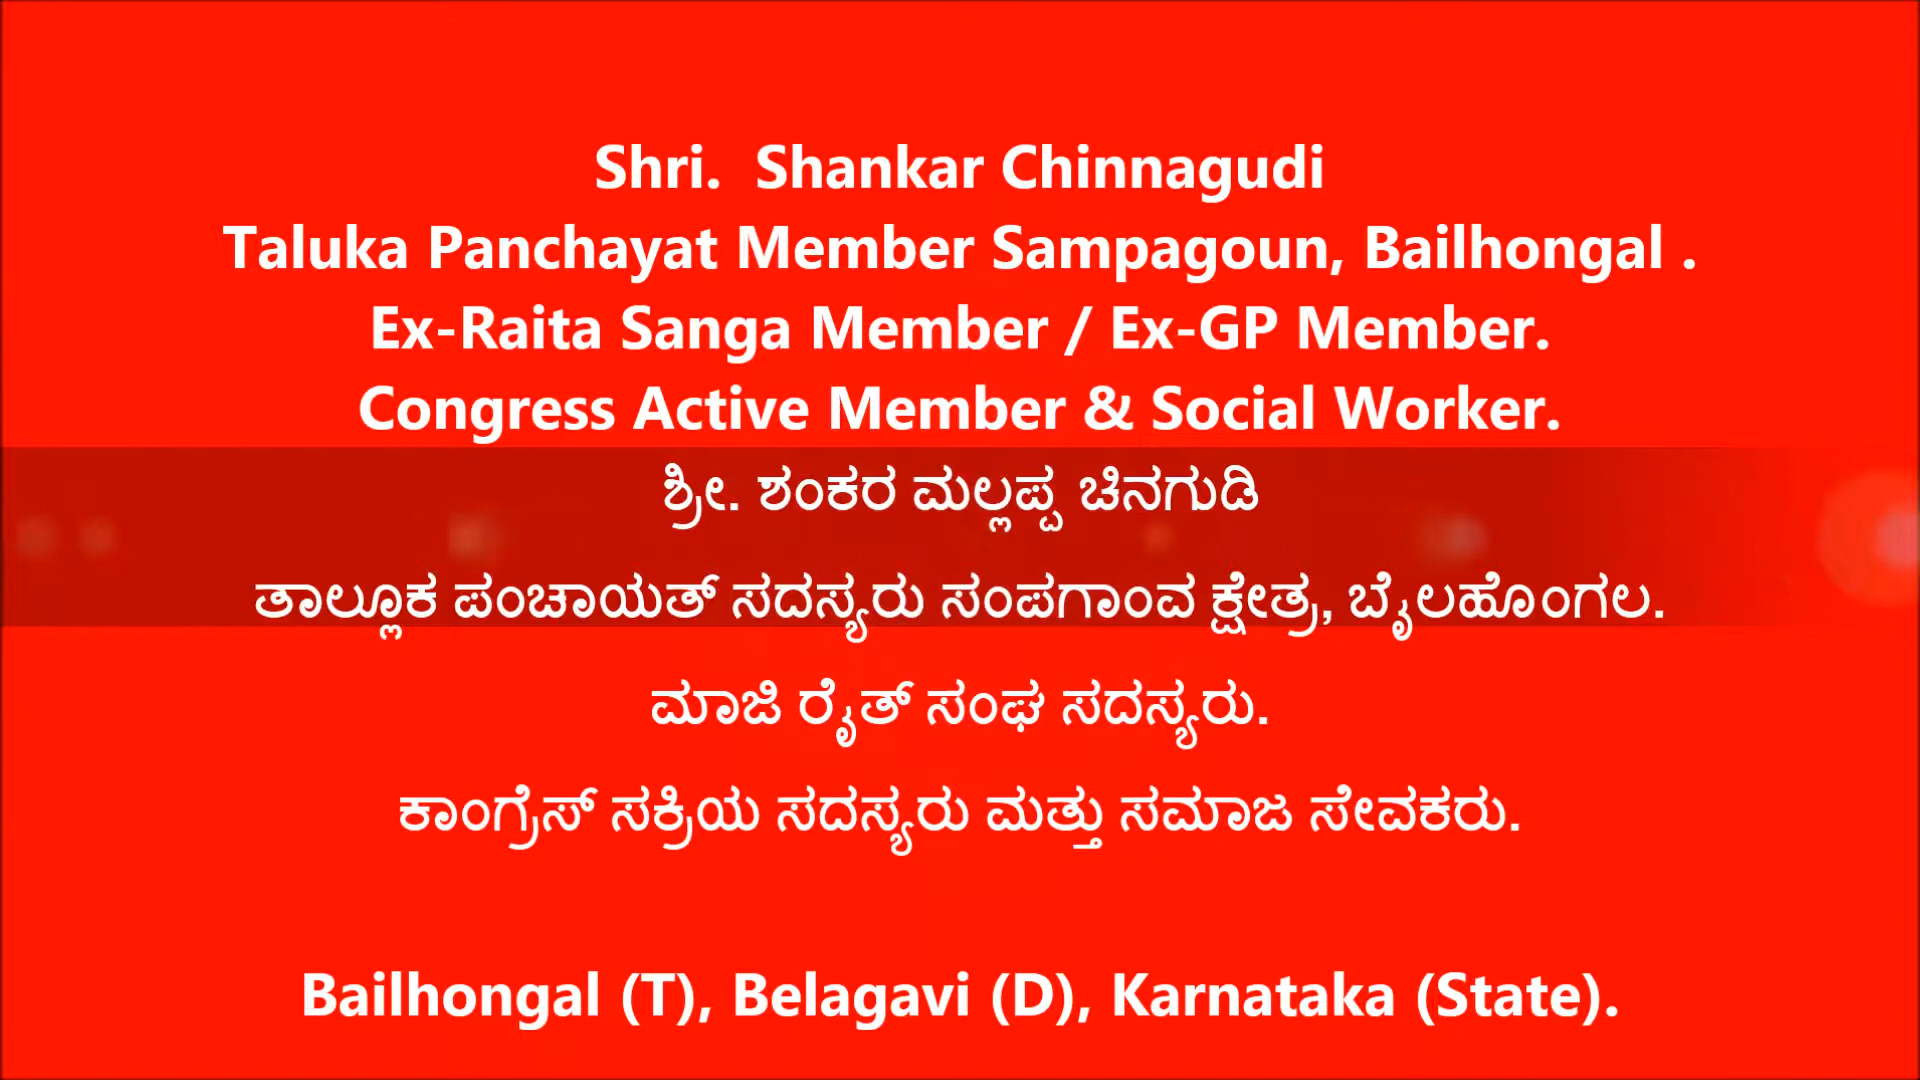 Shri.  Shankar Chinnagudi
Taluka Panchayat Member Sampagoun, Bailhongal .
Ex-Raita Sanga Member / Ex-GP Member.
Congress Active Member & Social Worker.
ಶ್ರೀ. ಶಂಕರ ಮಲ್ಲಪ್ಪ ಚಿನಗುಡಿ
ತಾಲ್ಲೂಕ ಪಂಚಾಯತ್ ಸದಸ್ಯರು ಸಂಪಗಾಂವ ಕ್ಷೇತ್ರ, ಬೈಲಹೊಂಗಲ.
ಮಾಜಿ ರೈತ್ ಸಂಘ ಸದಸ್ಯರು.
ಕಾಂಗ್ರೆಸ್ ಸಕ್ರಿಯ ಸದಸ್ಯರು ಮತ್ತು ಸಮಾಜ ಸೇವಕರು.
Bailhongal (T), Belagavi (D), Karnataka (State).